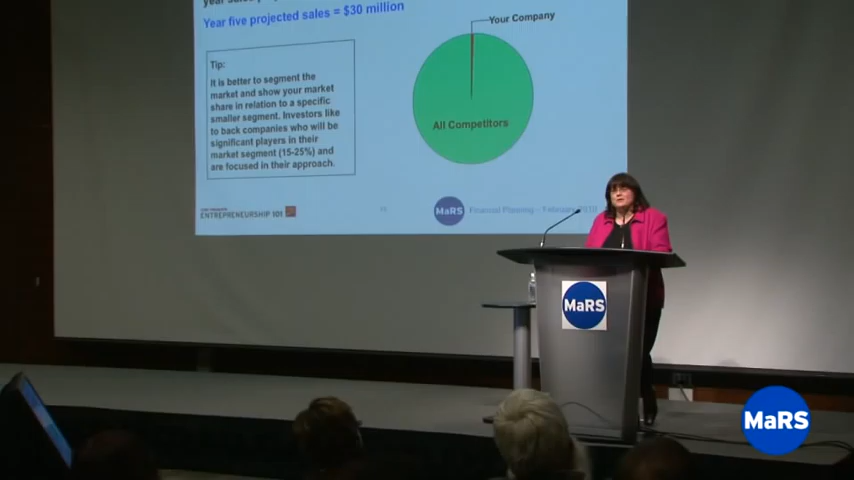 Year five projected sales = $30 million
Your Company
Tip:
It is better to segment the
market and show your market
share in relation to a specific
smaller segment. Investors like
to back companies who will be
significant players in their
market segment (15-25%) and
are focused in their approach.
All Competitors
ENTREPRENEURSHIP 101
MaRS
Financial Planning - February 2010
MaRS
MaRS